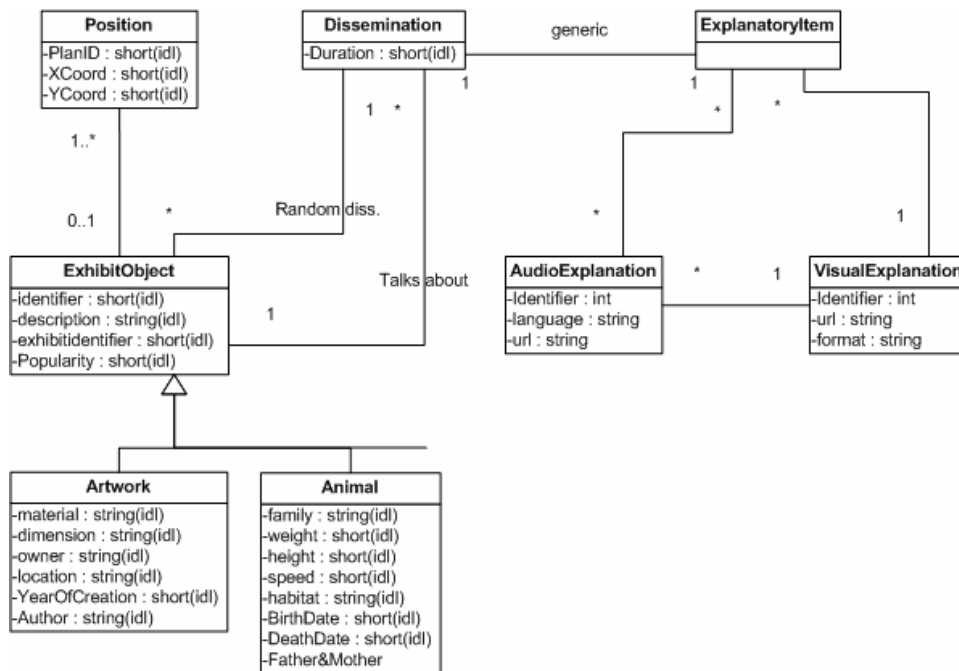 Position
-PlanID : short(idl)
-XCoord : short(idl)
-YCoord : short(idl)
Dissemination
-Duration : short(idl)
generic
1
1
ExplanatoryItem
1..*
0..1
1
*
*
Random diss.
Talks about
1
*
*
*
1
ExhibitObject
-identifier : short(idl)
-description : string(idl)
-exhibitidentifier : short(idl)
-Popularity : short(idl)
AudioExplanation
-Identifier : int
-language : string
-url : string
*
1
VisualExplanation
-Identifier : int
-url : string
-format : string
Artwork
-material : string(idl)
-dimension : string(idl)
-owner : string(idl)
-location : string(idl)
-YearOfCreation : short(idl)
-Author : string(idl)
Animal
-family : string(idl)
-weight : short(idl)
-height : short(idl)
-speed : short(idl)
-habitat : string(idl)
-BirthDate : short(idl)
-DeathDate : short(idl)
-Father&Mother